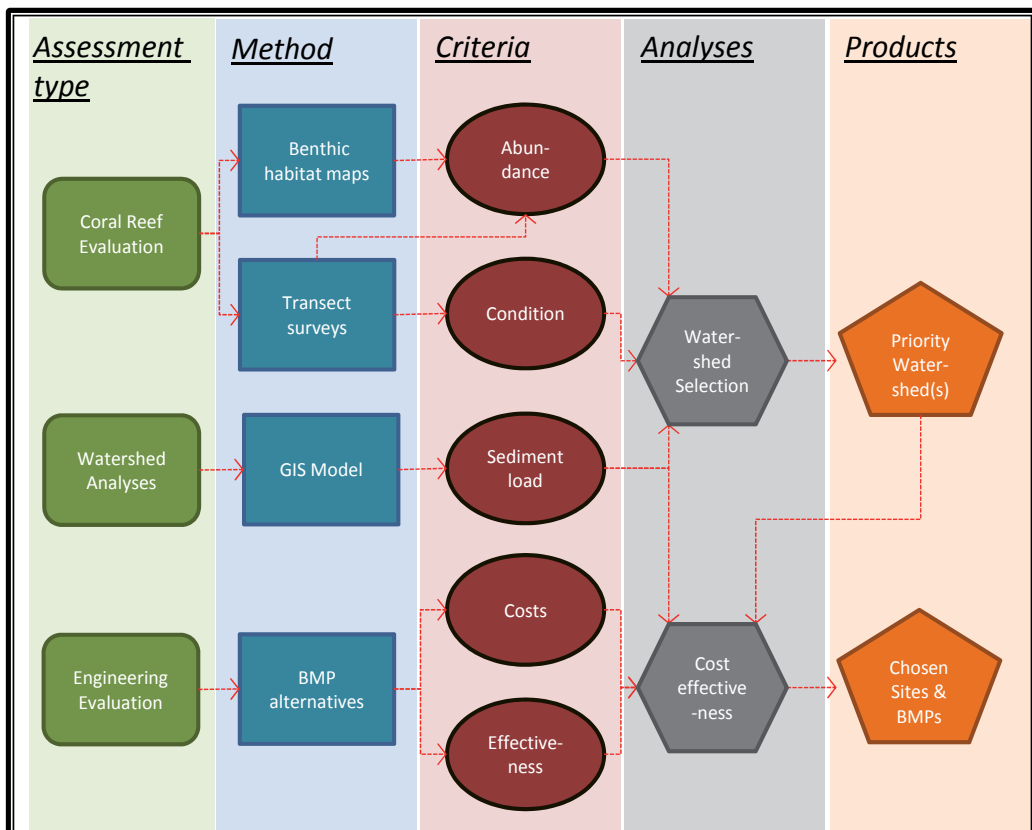 Assessment
type
Method
Criteria
Analyses
Products
Benthic
habitat maps
Abun-
dance
Coral Reef
Evaluation
Transect
surveys
Condition
Water-
shed
Selection
Priority
Water-
shed(s)
Watershed
Analyses
GIS Model
Sediment
load
Costs
Engineering
Evaluation
BMP
alternatives
Cost
effective
-ness
Chosen
Sites &
BMPs
Effective-
ness